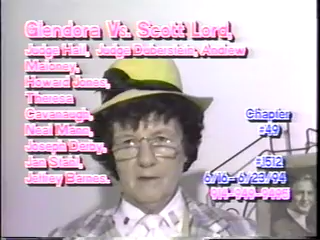 Glendora Vs. Scott Lord,
Judge Hall, Judge Duberstein, Andrew
Maloney,
Howard Jones,
Theresa
Cavanaugh,
Neal Mann,
Joseph Derby,
Jan Stahl,
Jeffrey Barnes.
Chapter
#49
#1512
6/16-6/23/94